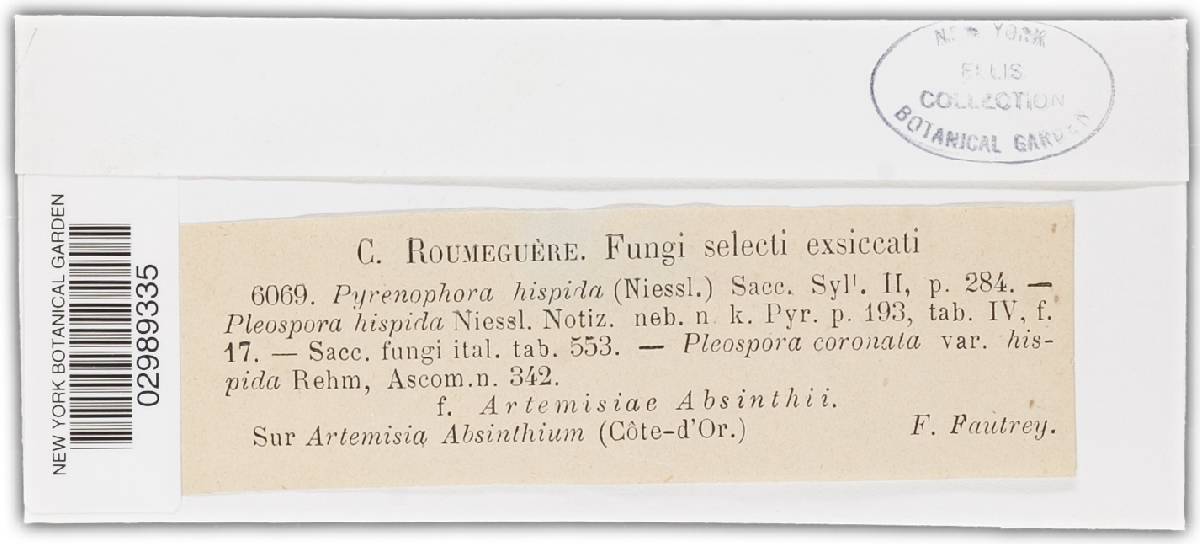 NEW YORK
ELLIS
COLLECTION
BOTANICAL GARDEN
NEW YORK BOTANICAL GARDEN
02989335
C. ROUMEGUÈRE. Fungi selecti exsiccati
6069. Pyrenophora hispida (Niessl.) Sacc. Syll. II, p. 284. —
Pleospora hispida Niessl. Notiz. neb. n. k. Pyr. p. 193, tab. IV, f.
17. — Sacc. fungi ital. tab. 553. — Pleospora coronata var. his-
pida Rehm, Ascom.n. 342.
f. Artemisiae Absinthii.
Sur Artemisia Absinthium (Côte-d'Or.) F. Fautrey.